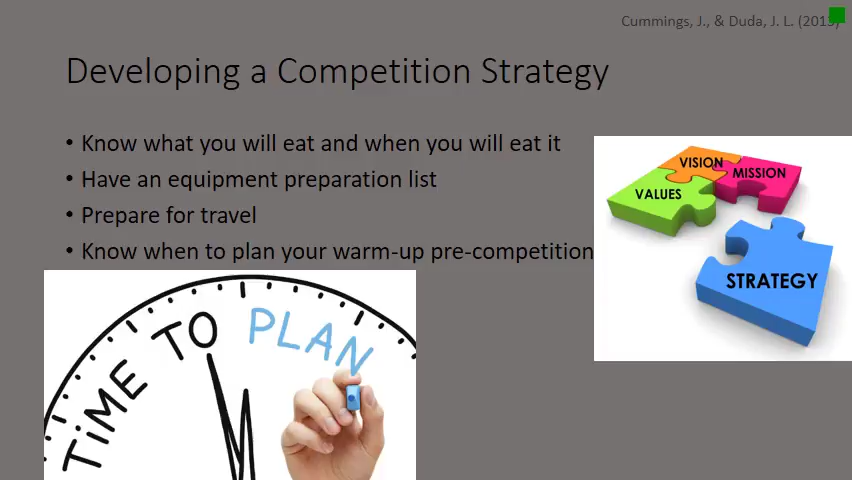 Cummings, J., & Duda, J. L. (2015)
Developing a Competition Strategy
• Know what you will eat and when you will eat it
• Have an equipment preparation list
• Prepare for travel
• Know when to plan your warm-up pre-competition
VISION
MISSION
VALUES
STRATEGY
TiME TO PLAN